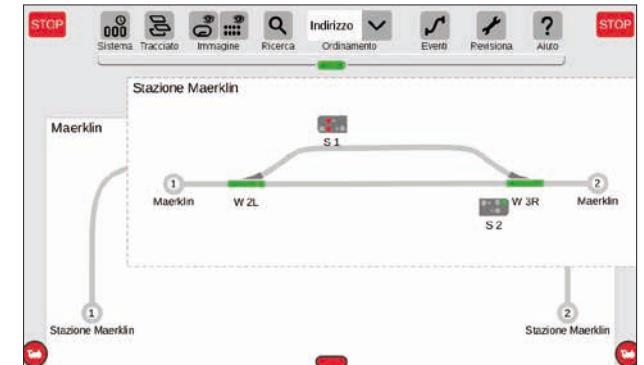 STOP
Sistema
Tracciato
Immagine
Ricerca
Indirizzo
Ordinamento
Eventi
Revisiona
?
Aiuto
STOP
Stazione Maerklin
Maerklin
S 1
1
Maerklin
W 2L
S 2
W 3R
2
Maerklin
1
Stazione Maerklin
2
Stazione Maerklin